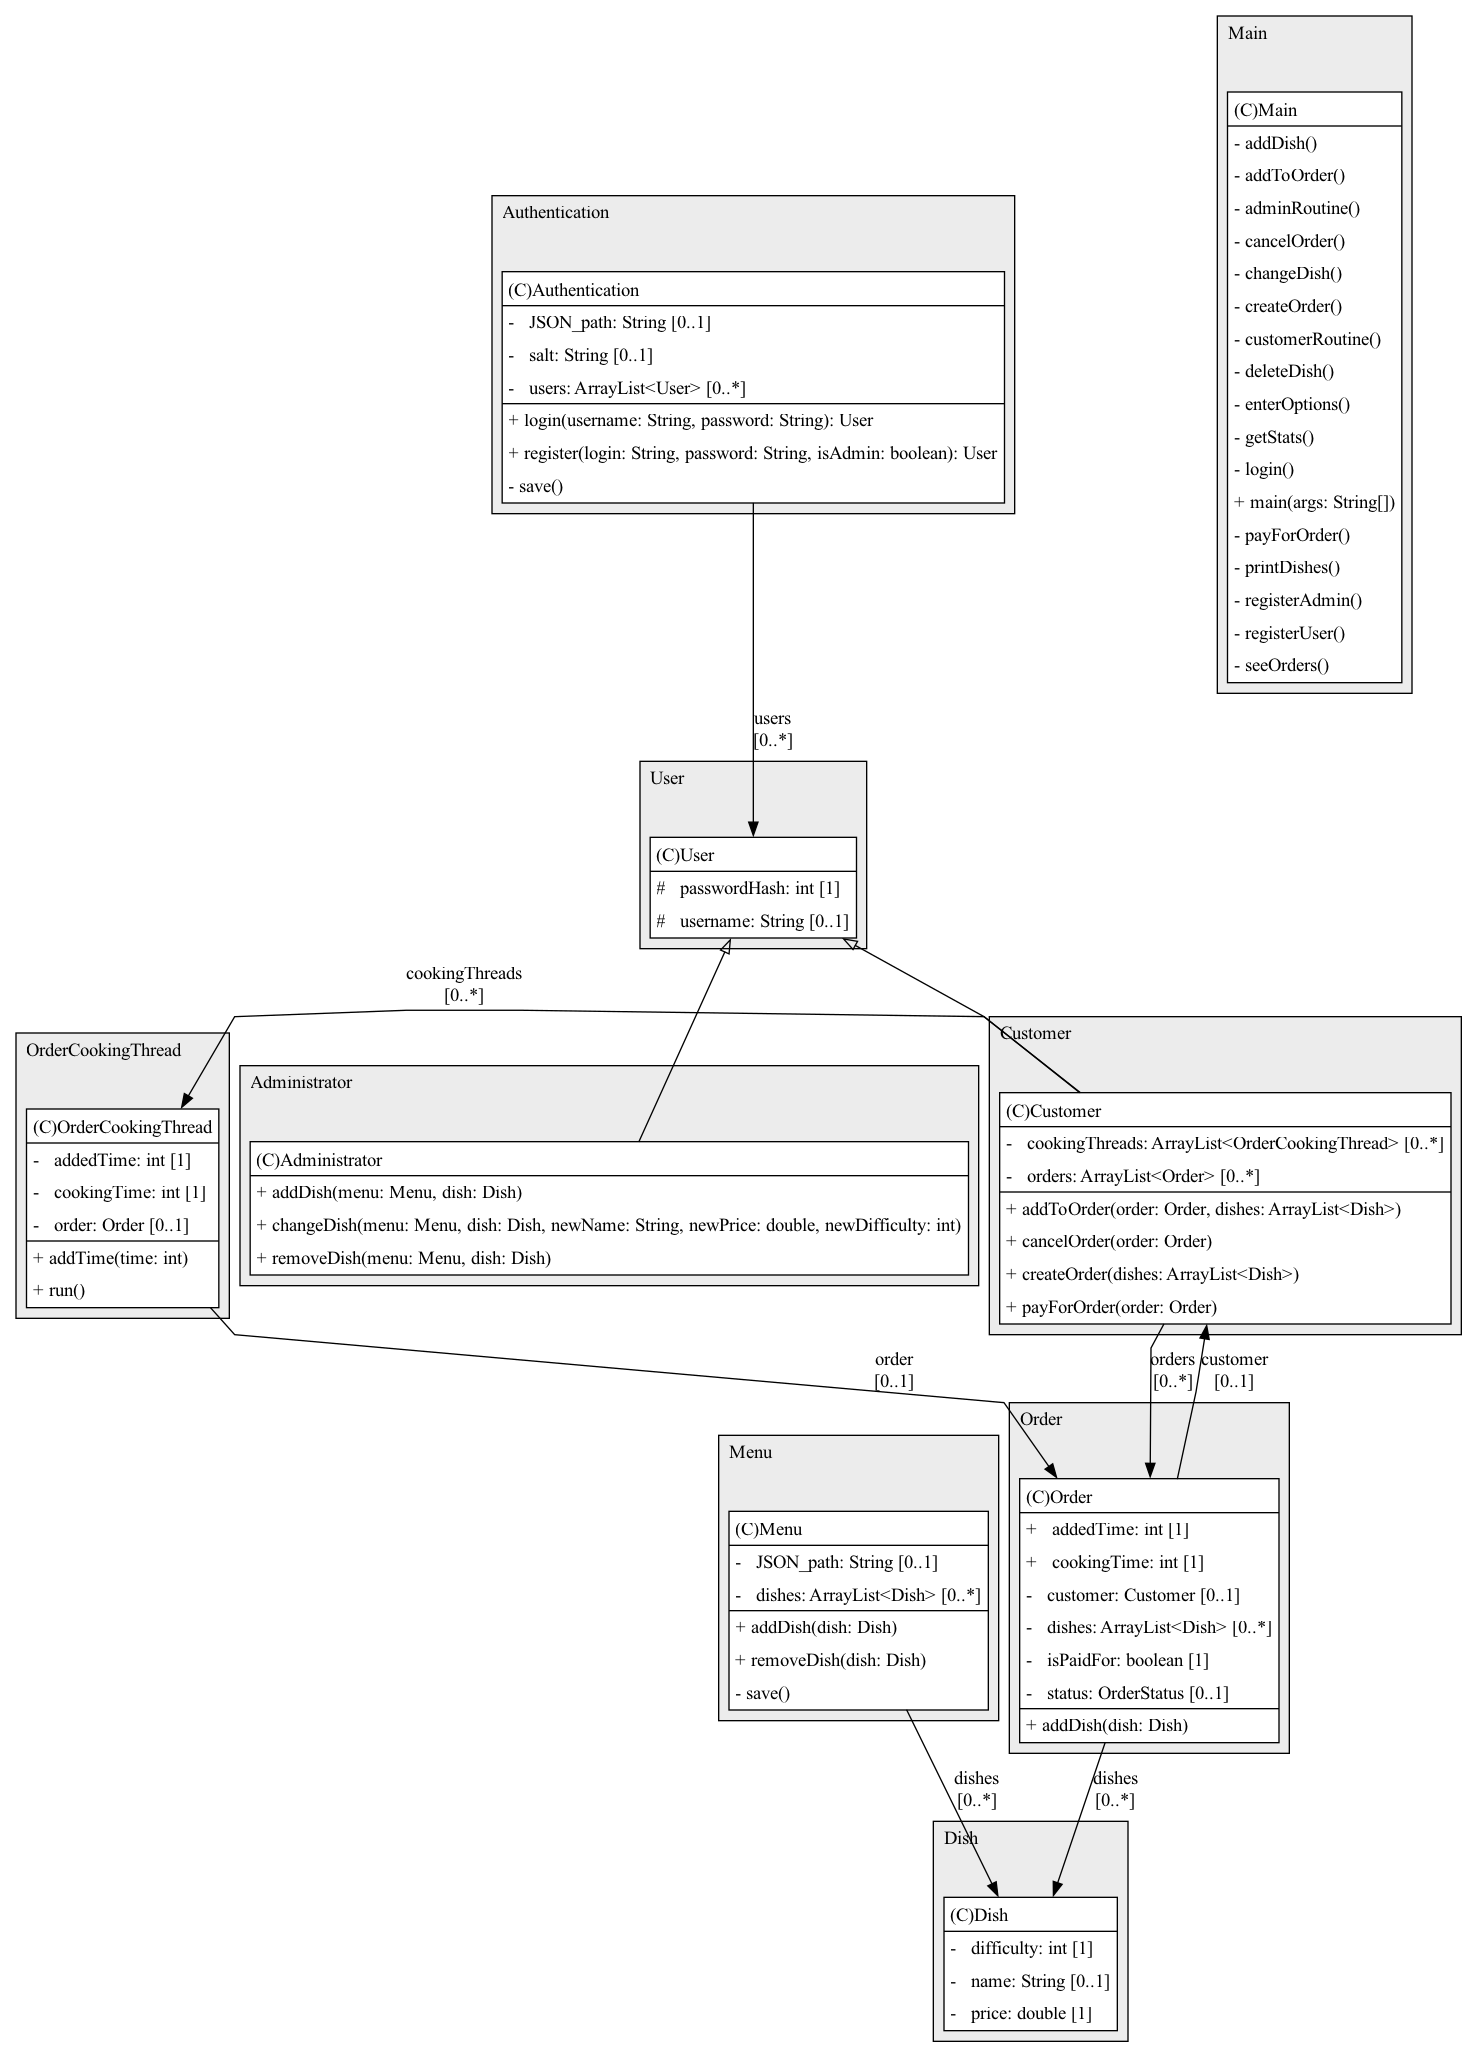 Main
(C)Main
- addDish()
- addToOrder()
- adminRoutine()
- cancelOrder()
- changeDish()
- createOrder()
- customerRoutine()
- deleteDish()
- enterOptions()
- getStats()
- login()
+ main(args: String[])
- payForOrder()
- printDishes()
- registerAdmin()
- registerUser()
- seeOrders()
Authentication
(C)Authentication
- JSON_path: String [0..1]
- salt: String [0..1]
- users: ArrayList<User> [0..*]
+ login(username: String, password: String): User
+ register(login: String, password: String, isAdmin: boolean): User
- save()
users
[0..*]
User
(C)User
# passwordHash: int [1]
# username: String [0..1]
cookingThreads
[0..*]
OrderCookingThread
(C)OrderCookingThread
- addedTime: int [1]
- cookingTime: int [1]
- order: Order [0..1]
+ addTime(time: int)
+ run()
Administrator
(C)Administrator
+ addDish(menu: Menu, dish: Dish)
+ changeDish(menu: Menu, dish: Dish, newName: String, newPrice: double, newDifficulty: int)
+ removeDish(menu: Menu, dish: Dish)
Customer
(C)Customer
- cookingThreads: ArrayList<OrderCookingThread> [0..*]
- orders: ArrayList<Order> [0..*]
+ addToOrder(order: Order, dishes: ArrayList<Dish>)
+ cancelOrder(order: Order)
+ createOrder(dishes: ArrayList<Dish>)
+ payForOrder(order: Order)
order
[0..1]
orders
[0..*]
customer
[0..1]
Menu
(C)Menu
- JSON_path: String [0..1]
- dishes: ArrayList<Dish> [0..*]
+ addDish(dish: Dish)
+ removeDish(dish: Dish)
- save()
Order
(C)Order
+ addedTime: int [1]
+ cookingTime: int [1]
- customer: Customer [0..1]
- dishes: ArrayList<Dish> [0..*]
- isPaidFor: boolean [1]
- status: OrderStatus [0..1]
+ addDish(dish: Dish)
dishes
[0..*]
dishes
[0..*]
Dish
(C)Dish
- difficulty: int [1]
- name: String [0..1]
- price: double [1]